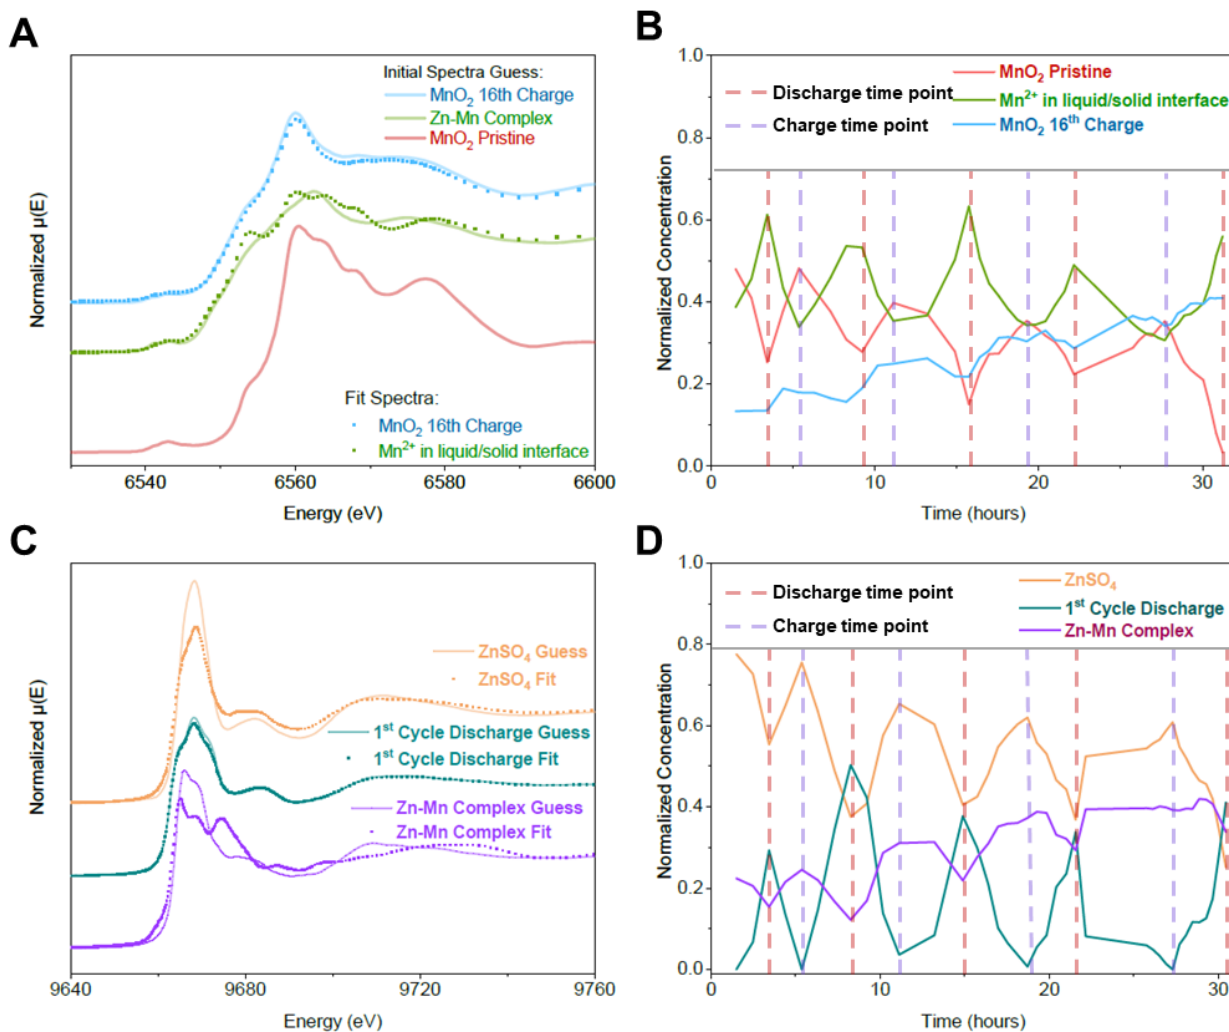 A
Initial Spectra Guess:
MnO₂ 16th Charge
Zn-Mn Complex
MnO₂ Pristine
Fit Spectra:
MnO₂ 16th Charge
Mn²⁺ in liquid/solid interface
Normalized μ(E)
6540 6560 6580 6600
Energy (eV)
B
MnO₂ Pristine
Discharge time point
Mn²⁺ in liquid/solid interface
Charge time point
MnO₂ 16ᵗʰ Charge
Normalized Concentration
1.0
0.8
0.6
0.4
0.2
0.0
0 10 20 30
Time (hours)
C
ZnSO₄ Guess
ZnSO₄ Fit
1ˢᵗ Cycle Discharge Guess
1ˢᵗ Cycle Discharge Fit
Zn-Mn Complex Guess
Zn-Mn Complex Fit
Normalized μ(E)
9640 9680 9720 9760
Energy (eV)
D
ZnSO₄
Discharge time point
1ˢᵗ Cycle Discharge
Charge time point
Zn-Mn Complex
Normalized Concentration
1.0
0.8
0.6
0.4
0.2
0.0
0 10 20 30
Time (hours)